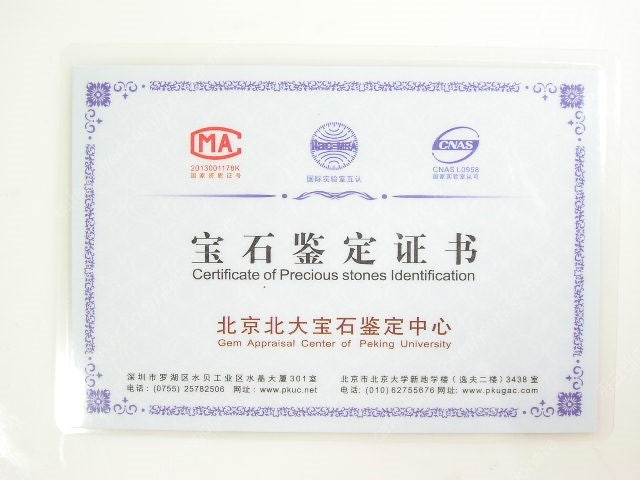 MA
2013001178K
国家资质证号
ilac-MRA
国际实验室互认
CNAS
CNAS L0958
国家实验室认可
宝石鉴定证书
Certificate of Precious stones Identification
北京北大宝石鉴定中心
Gem Appraisal Center of Peking University
深圳市罗湖区水贝工业区水晶大厦301室
北京市北京大学新地学楼（逸夫二楼）3438室
电话：(0755) 25782506 网址：www.pkuc.net
电话：(010) 62755676 网址：www.pkugac.com